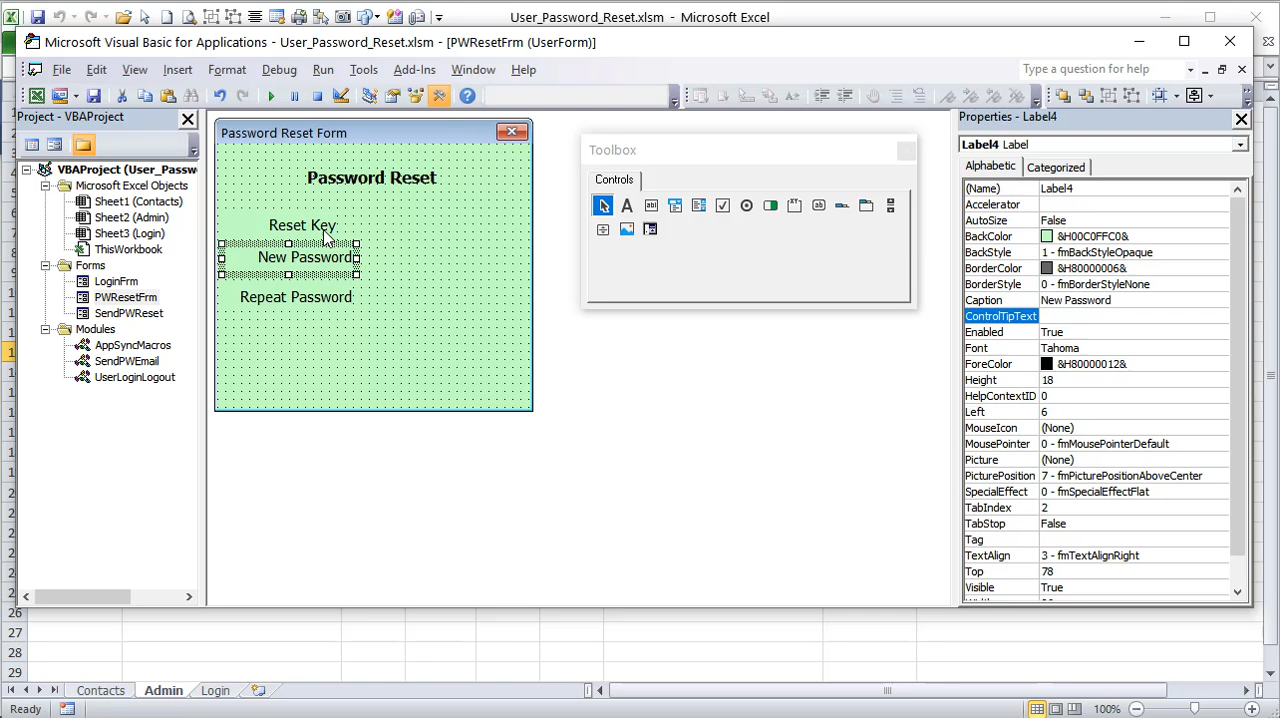 User_Password_Reset.xlsm - Microsoft Excel
Microsoft Visual Basic for Applications - User_Password_Reset.xlsm - [PWResetFrm (UserForm)]
File Edit View Insert Format Debug Run Tools Add-Ins Window Help
Type a question for help
Project - VBAProject
VBAProject (User_Passw
Microsoft Excel Objects
Sheet1 (Contacts)
Sheet2 (Admin)
Sheet3 (Login)
ThisWorkbook
Forms
LoginFrm
PWResetFrm
SendPWReset
Modules
AppSyncMacros
SendPWEmail
UserLoginLogout
Password Reset Form
Password Reset
Reset Key
New Password
Repeat Password
Toolbox
Controls
Properties - Label4
Label4 Label
Alphabetic Categorized
(Name) Label4
Accelerator
AutoSize False
BackColor &H00C0FFC0&
BackStyle 1 - fmBackStyleOpaque
BorderColor &H80000006&
BorderStyle 0 - fmBorderStyleNone
Caption New Password
ControlTipText
Enabled True
Font Tahoma
ForeColor &H80000012&
Height 18
HelpContextID 0
Left 6
MouseIcon (None)
MousePointer 0 - fmMousePointerDefault
Picture (None)
PicturePosition 7 - fmPicturePositionAboveCenter
SpecialEffect 0 - fmSpecialEffectFlat
TabIndex 2
TabStop False
Tag
TextAlign 3 - fmTextAlignRight
Top 78
Visible True
26
27
28
29
Contacts Admin Login
Ready
100%